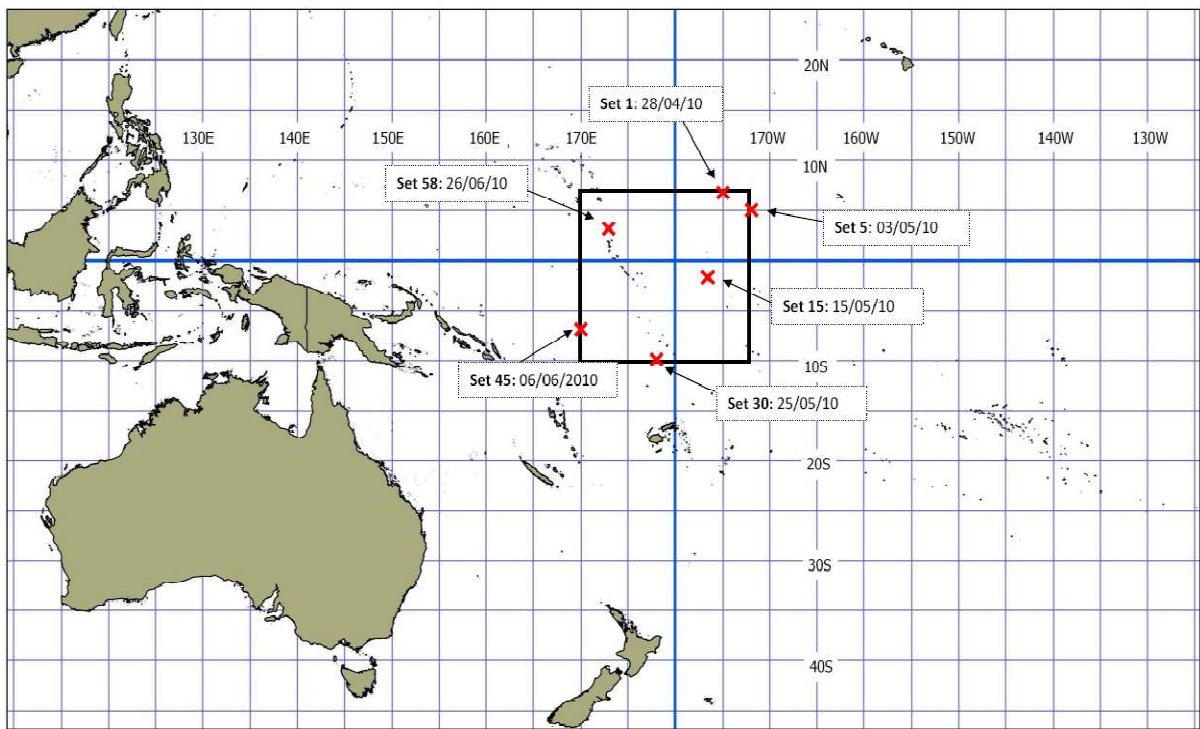 20N
Set 1: 28/04/10
130E 140E 150E 160E 170E 170W 160W 150W 140W 130W
10N
Set 58: 26/06/10
Set 5: 03/05/10
Set 15: 15/05/10
10S
Set 45: 06/06/2010
Set 30: 25/05/10
20S
30S
40S